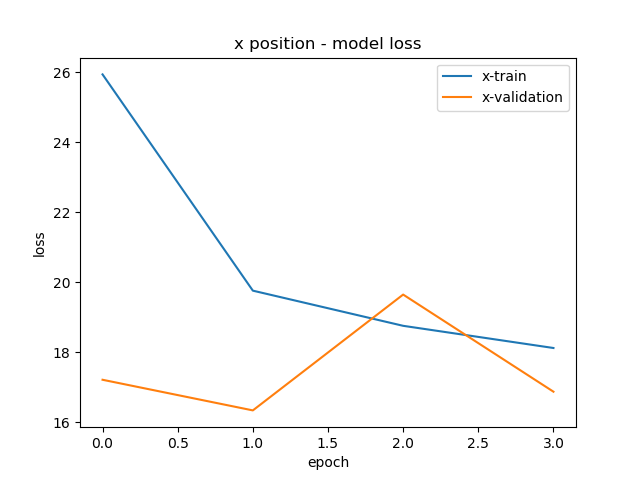 x position - model loss
x-train
x-validation
26
24
22
20
18
16
loss
0.0 0.5 1.0 1.5 2.0 2.5 3.0
epoch